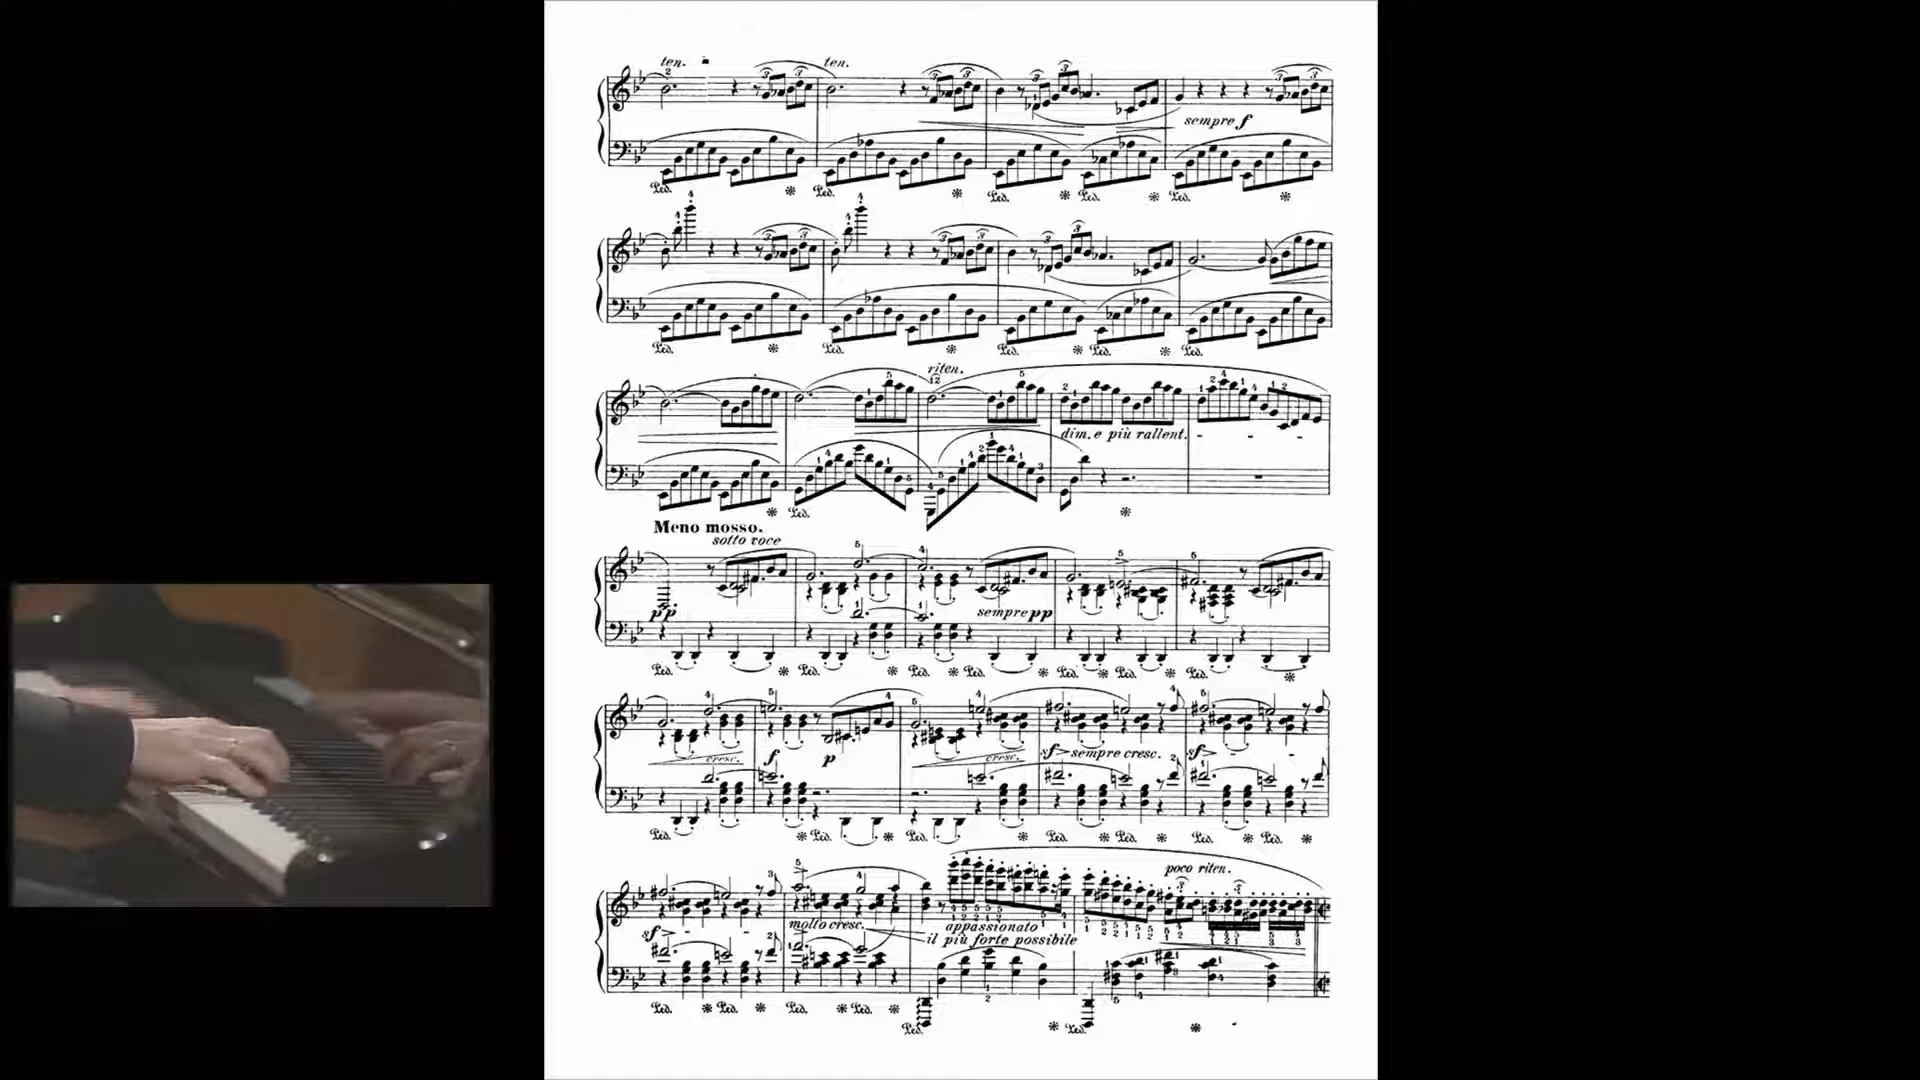 ten. ten.
sempre f
riten.
12
dim. e più rallent.
Meno mosso.
sotto voce
pp sempre pp
cresc. f p cresc. sf sempre cresc. sf
poco riten.
sf molto cresc. appassionato
il più forte possibile